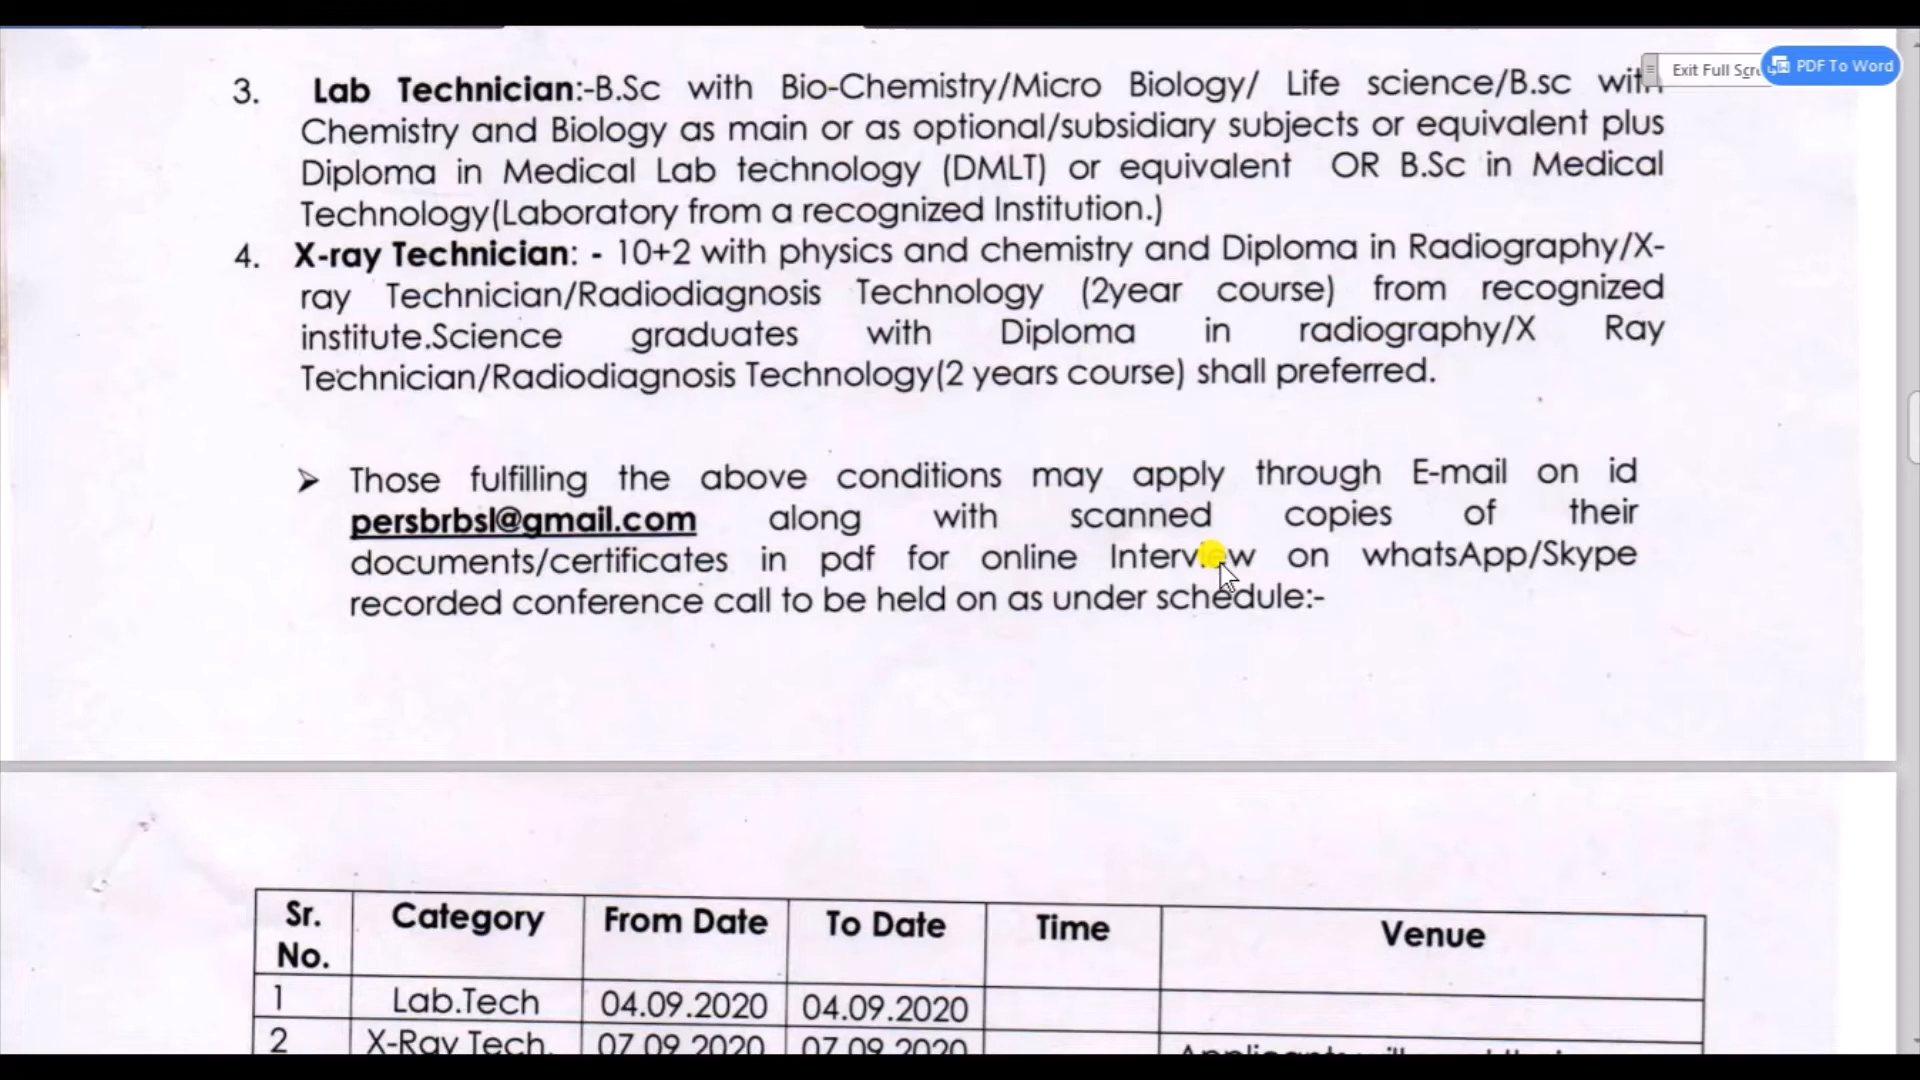 Exit Full Scre
PDF To Word
3. Lab Technician:-B.Sc with Bio-Chemistry/Micro Biology/ Life science/B.sc with
Chemistry and Biology as main or as optional/subsidiary subjects or equivalent plus
Diploma in Medical Lab technology (DMLT) or equivalent OR B.Sc in Medical
Technology(Laboratory from a recognized Institution.)
4. X-ray Technician: - 10+2 with physics and chemistry and Diploma in Radiography/X-
ray Technician/Radiodiagnosis Technology (2year course) from recognized
institute.Science graduates with Diploma in radiography/X Ray
Technician/Radiodiagnosis Technology(2 years course) shall preferred.
➢ Those fulfilling the above conditions may apply through E-mail on id
persbrbsl@gmail.com along with scanned copies of their
documents/certificates in pdf for online Interview on whatsApp/Skype
recorded conference call to be held on as under schedule:-
Sr. No. Category From Date To Date Time Venue
1 Lab.Tech 04.09.2020 04.09.2020
2 X-Ray Tech. 07.09.2020 07.09.2020